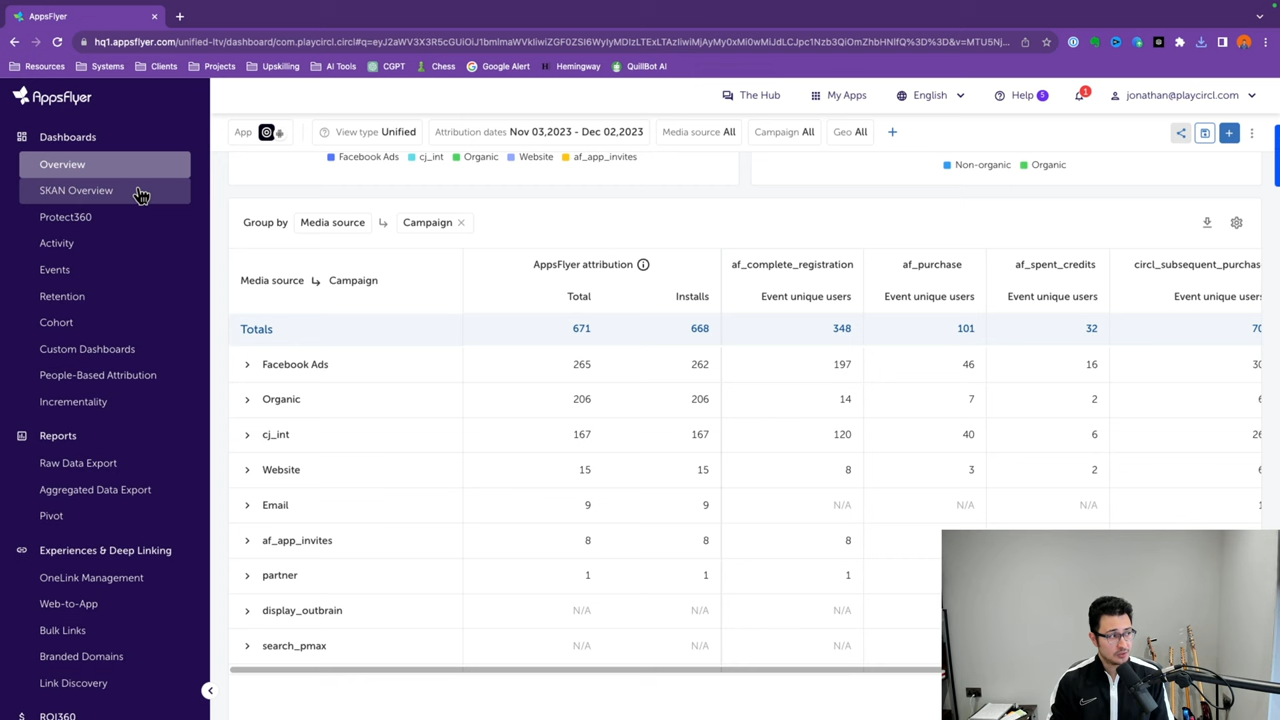 AppsFlyer
hq1.appsflyer.com/unified-ltv/dashboard/com.playcircl.circl#q=
Resources Systems Clients Projects Upskilling AI Tools CGPT Chess Google Alert Hemingway QuillBot AI
AppsFlyer
The Hub My Apps English Help 5 1 jonathan@playcircl.com
App View type Unified Attribution dates Nov 03,2023 - Dec 02,2023 Media source All Campaign All Geo All
Dashboards
Overview
SKAN Overview
Protect360
Activity
Events
Retention
Cohort
Custom Dashboards
People-Based Attribution
Incrementality
Reports
Raw Data Export
Aggregated Data Export
Pivot
Experiences & Deep Linking
OneLink Management
Web-to-App
Bulk Links
Branded Domains
Link Discovery
ROI360
Facebook Ads cj_int Organic Website af_app_invites
Non-organic Organic
Group by Media source Campaign
Media source Campaign AppsFlyer attribution af_complete_registration af_purchase af_spent_credits circl_subsequent_purchas
Total Installs Event unique users Event unique users Event unique users Event unique users
Totals 671 668 348 101 32 70
Facebook Ads 265 262 197 46 16 30
Organic 206 206 14 7 2 6
cj_int 167 167 120 40 6 26
Website 15 15 8 3 2 6
Email 9 9 N/A N/A N/A 1
af_app_invites 8 8 8
partner 1 1 1
display_outbrain N/A N/A N/A
search_pmax N/A N/A N/A